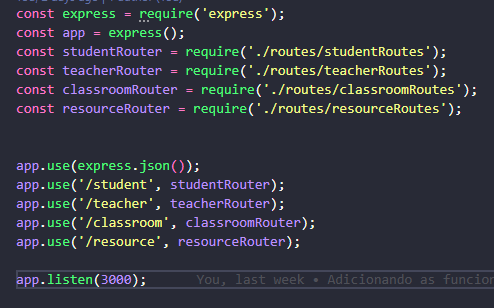 const express = require('express');
const app = express();
const studentRouter = require('./routes/studentRoutes');
const teacherRouter = require('./routes/teacherRoutes');
const classroomRouter = require('./routes/classroomRoutes');
const resourceRouter = require('./routes/resourceRoutes');
app.use(express.json());
app.use('/student', studentRouter);
app.use('/teacher', teacherRouter);
app.use('/classroom', classroomRouter);
app.use('/resource', resourceRouter);
app.listen(3000); You, last week • Adicionando as funcion